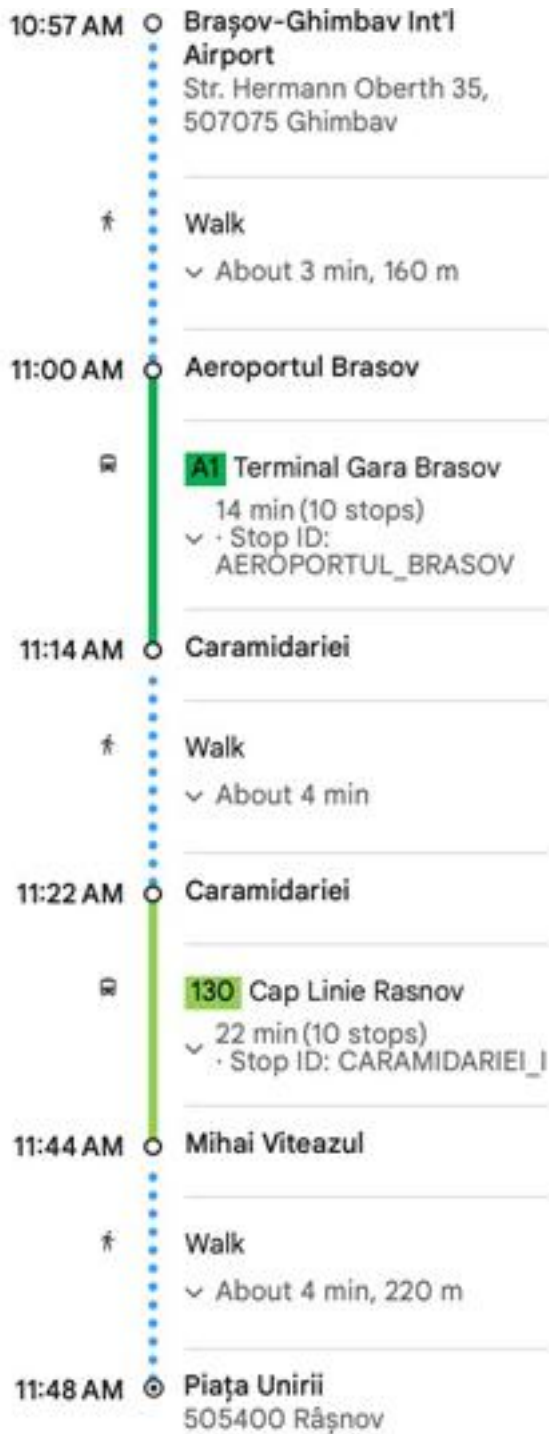 10:57 AM Brașov-Ghimbav Int'l
Airport
Str. Hermann Oberth 35,
507075 Ghimbav
Walk
About 3 min, 160 m
11:00 AM Aeroportul Brasov
A1 Terminal Gara Brasov
14 min (10 stops)
· Stop ID:
AEROPORTUL_BRASOV
11:14 AM Caramidariei
Walk
About 4 min
11:22 AM Caramidariei
130 Cap Linie Rasnov
22 min (10 stops)
· Stop ID: CARAMIDARIEI_I
11:44 AM Mihai Viteazul
Walk
About 4 min, 220 m
11:48 AM Piața Unirii
505400 Râșnov